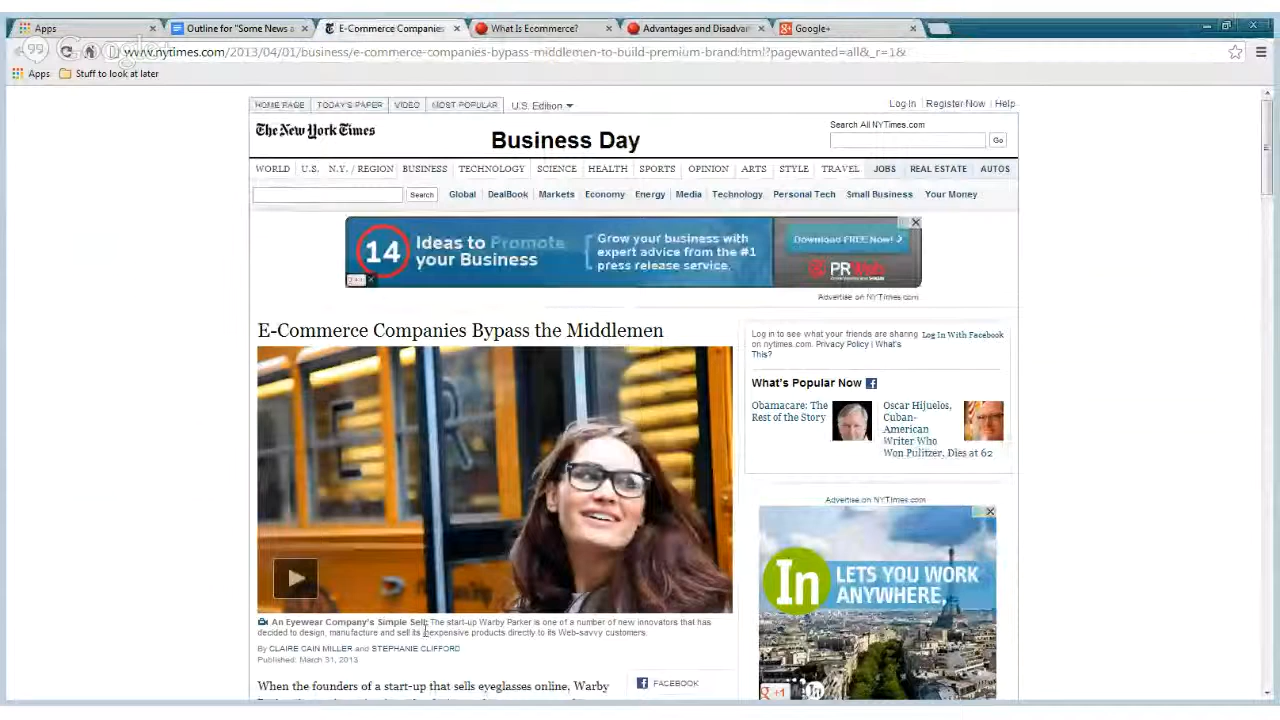 Apps
Outline for "Some News a
E-Commerce Companies
What Is Ecommerce?
Advantages and Disadvan
Google+
www.nytimes.com/2013/04/01/business/e-commerce-companies-bypass-middlemen-to-build-premium-brand.html?pagewanted=all&_r=1&
Apps Stuff to look at later
HOME PAGE TODAY'S PAPER VIDEO MOST POPULAR U.S. Edition
Log In Register Now Help
The New York Times
Business Day
Search All NYTimes.com
Go
WORLD U.S. N.Y. / REGION BUSINESS TECHNOLOGY SCIENCE HEALTH SPORTS OPINION ARTS STYLE TRAVEL JOBS REAL ESTATE AUTOS
Search Global DealBook Markets Economy Energy Media Technology Personal Tech Small Business Your Money
14
Ideas to Promote
your Business
Grow your business with
expert advice from the #1
press release service.
Download FREE Now!
PRWeb
Advertise on NYTimes.com
E-Commerce Companies Bypass the Middlemen
An Eyewear Company's Simple Sell: The start-up Warby Parker is one of a number of new innovators that has
decided to design, manufacture and sell its inexpensive products directly to its Web-savvy customers.
By CLAIRE CAIN MILLER and STEPHANIE CLIFFORD
Published: March 31, 2013
When the founders of a start-up that sells eyeglasses online, Warby
FACEBOOK
Log in to see what your friends are sharing
on nytimes.com. Privacy Policy | What's
This?
Log In With Facebook
What's Popular Now
Obamacare: The
Rest of the Story
Oscar Hijuelos,
Cuban-
American
Writer Who
Won Pulitzer, Dies at 62
Advertise on NYTimes.com
In
LETS YOU WORK
ANYWHERE.